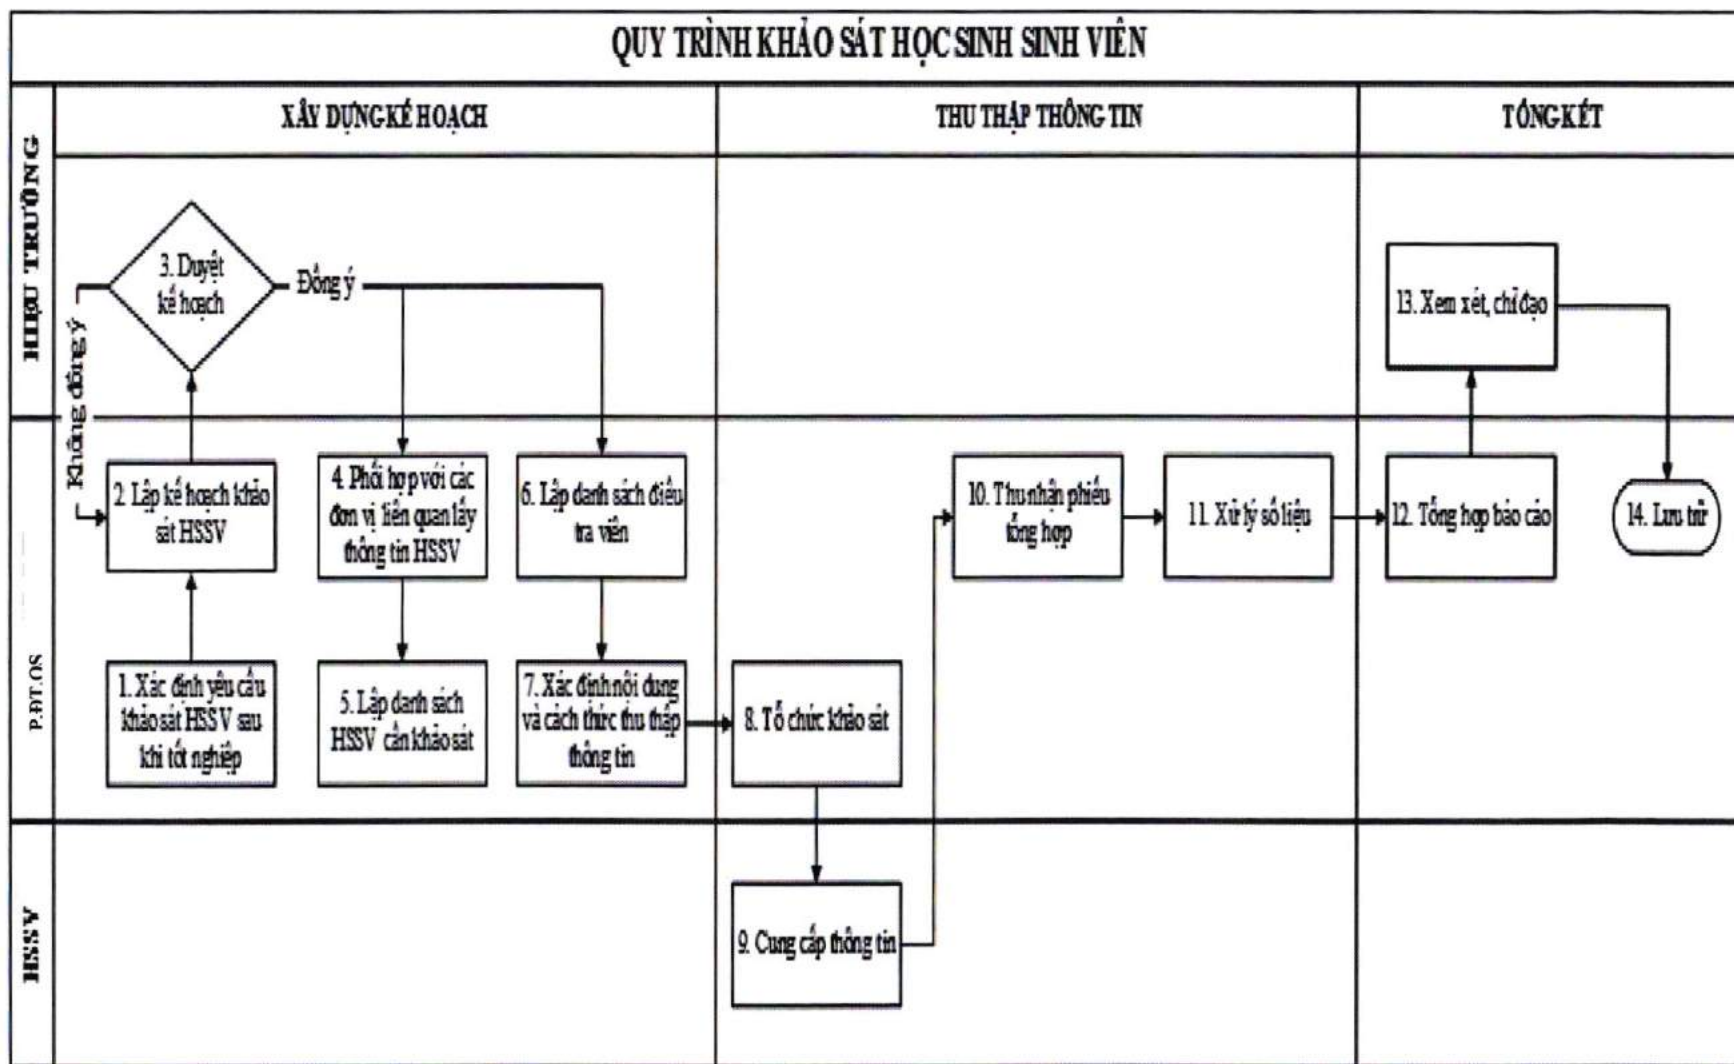 QUY TRÌNH KHẢO SÁT HỌC SINH SINH VIÊN
XÂY DỰNG KẾ HOẠCH
THU THẬP THÔNG TIN
TỔNG KẾT
HIỆU TRƯỞNG
3. Duyệt
kế hoạch
Đồng ý
Không đồng ý
13. Xem xét, chỉ đạo
P.ĐT.OS
2. Lập kế hoạch khảo
sát HSSV
4. Phối hợp với các
đơn vị liên quan lấy
thông tin HSSV
6. Lập danh sách điều
tra viên
10. Thu nhận phiếu
tổng hợp
11. Xử lý số liệu
12. Tổng hợp báo cáo
14. Lưu trữ
1. Xác định yêu cầu
khảo sát HSSV sau
khi tốt nghiệp
5. Lập danh sách
HSSV cần khảo sát
7. Xác định nội dung
và cách thức thu thập
thông tin
8. Tổ chức khảo sát
HSSV
9. Cung cấp thông tin